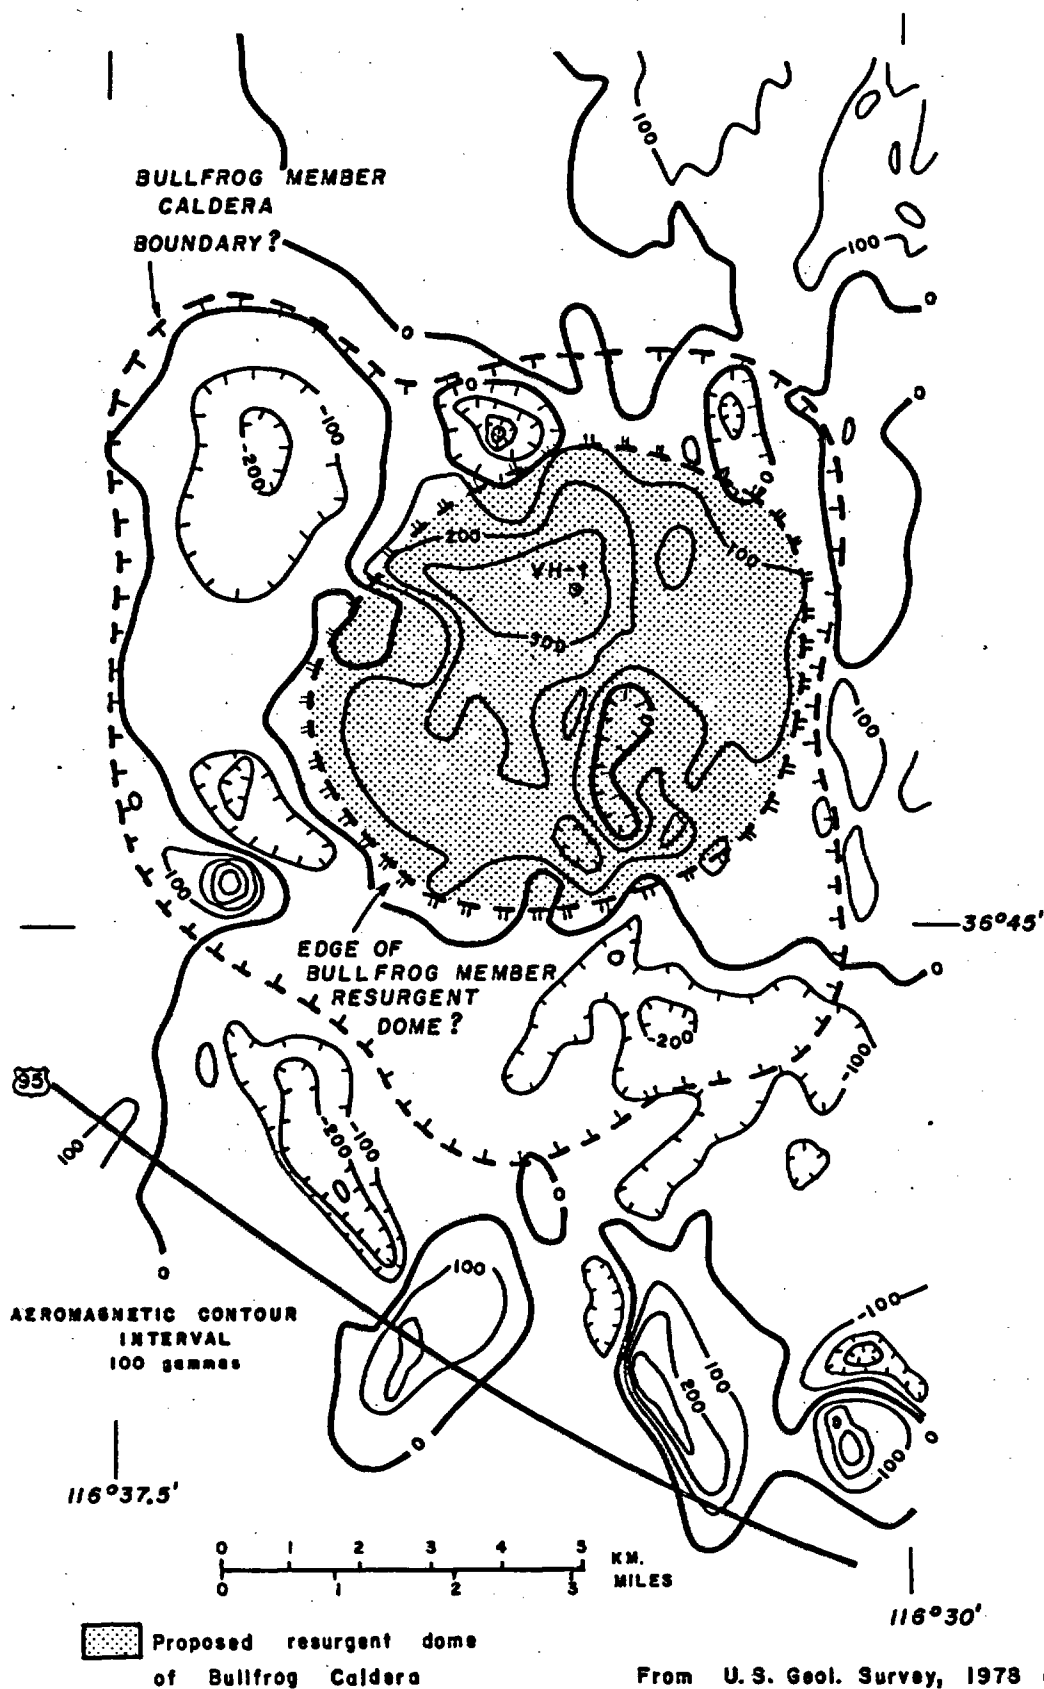 100
100
BULLFROG MEMBER
CALDERA
BOUNDARY?
0
0
0
0
-100
-200
0
200
100
VH-1
300
0
100
100
36°45'
EDGE OF
BULLFROG MEMBER
RESURGENT
DOME?
0
-200
-100
95
100
-100
-200
0
0
100
-100
100
200
0
0
100
AEROMAGNETIC CONTOUR
INTERVAL
100 gammas
116°37.5'
0 1 2 3 4 5 KM.
0 1 2 3 MILES
116°30'
Proposed resurgent dome
of Bullfrog Caldera
From U.S. Geol. Survey, 1978